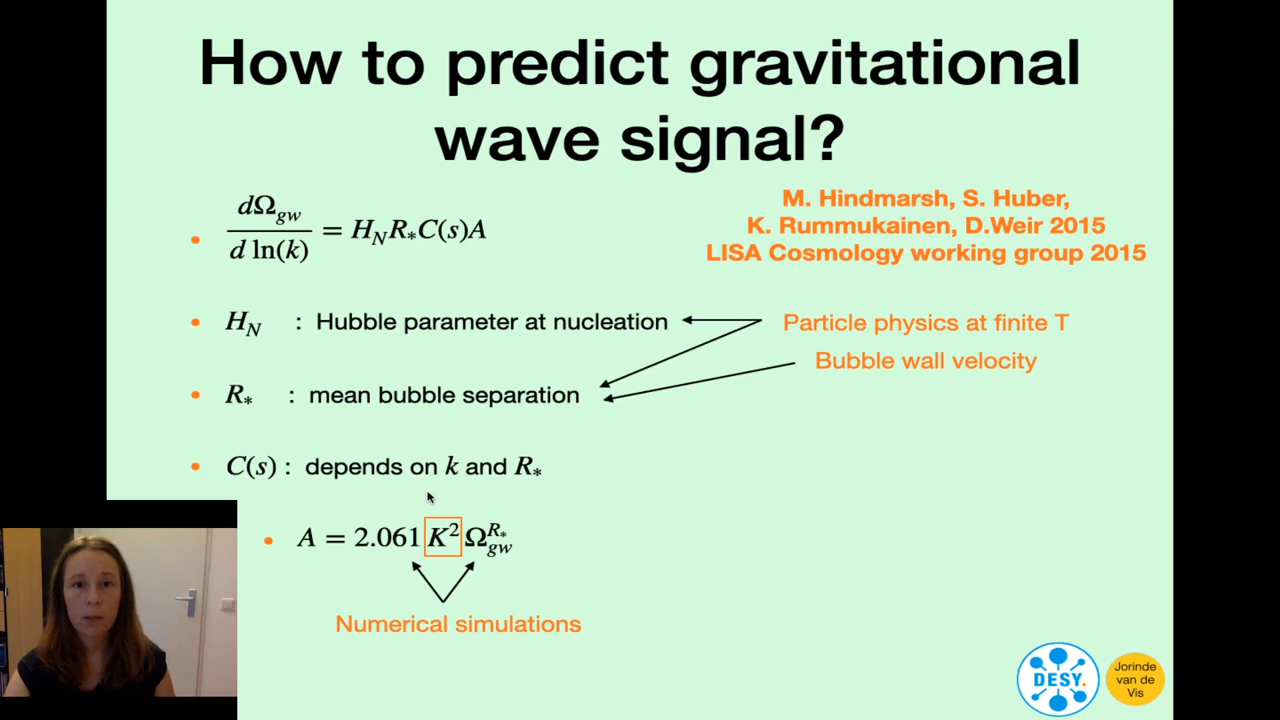 How to predict gravitational
wave signal?
• dΩ_gw / d ln(k) = H_N R_* C(s)A
M. Hindmarsh, S. Huber,
K. Rummukainen, D.Weir 2015
LISA Cosmology working group 2015
• H_N : Hubble parameter at nucleation
Particle physics at finite T
Bubble wall velocity
• R_* : mean bubble separation
• C(s) : depends on k and R_*
• A = 2.061 K² Ω_gw^{R_*}
Numerical simulations
DESY.
Jorinde
van de
Vis